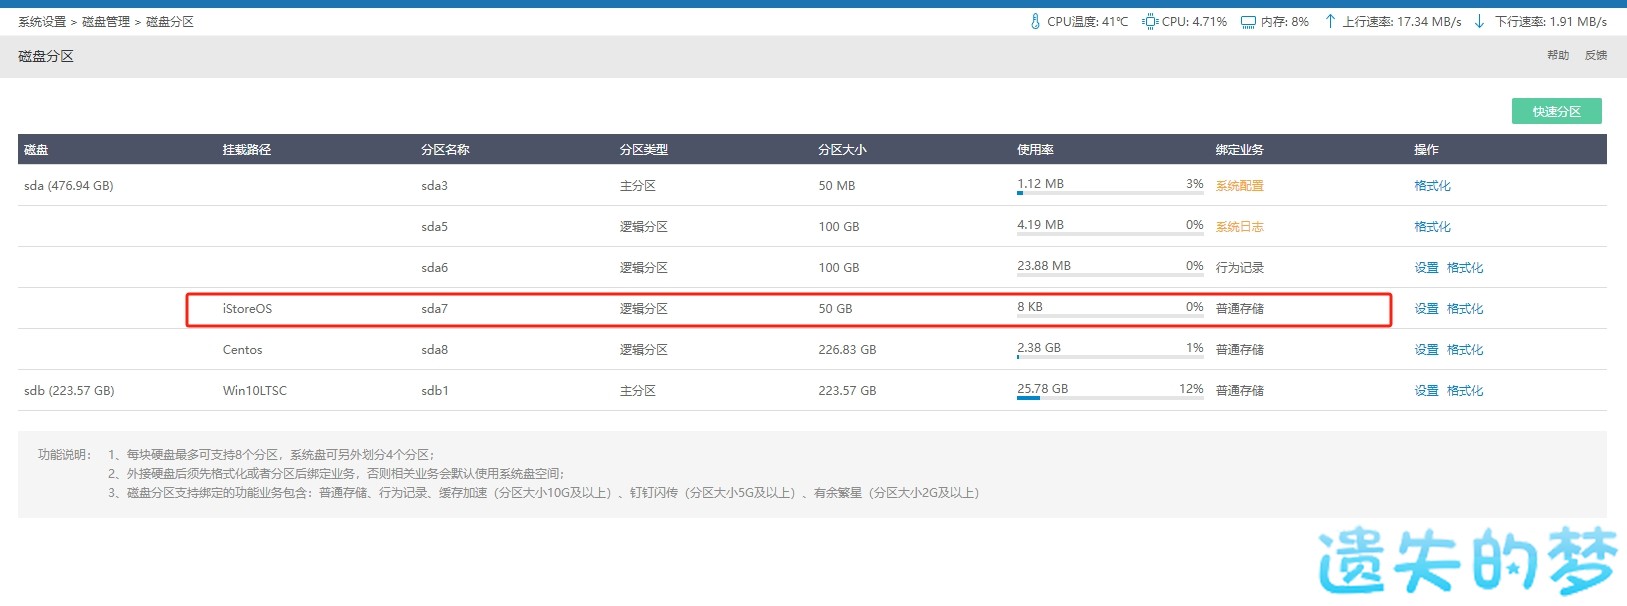 系统设置 > 磁盘管理 > 磁盘分区 CPU温度: 41℃ CPU: 4.71% 内存: 8% 上行速率: 17.34 MB/s 下行速率: 1.91 MB/s
磁盘分区 帮助 反馈
快速分区
磁盘 挂载路径 分区名称 分区类型 分区大小 使用率 绑定业务 操作
sda (476.94 GB) sda3 主分区 50 MB 1.12 MB 3% 系统配置 格式化
sda5 逻辑分区 100 GB 4.19 MB 0% 系统日志 格式化
sda6 逻辑分区 100 GB 23.88 MB 0% 行为记录 设置 格式化
iStoreOS sda7 逻辑分区 50 GB 8 KB 0% 普通存储 设置 格式化
Centos sda8 逻辑分区 226.83 GB 2.38 GB 1% 普通存储 设置 格式化
sdb (223.57 GB) Win10LTSC sdb1 主分区 223.57 GB 25.78 GB 12% 普通存储 设置 格式化
功能说明： 1、每块硬盘最多可支持8个分区，系统盘可另外划分4个分区；
2、外接硬盘后须先格式化或者分区后绑定业务，否则相关业务会默认使用系统盘空间；
3、磁盘分区支持绑定的功能业务包含：普通存储、行为记录、缓存加速（分区大小10G及以上）、钉钉闪传（分区大小5G及以上）、有余繁星（分区大小2G及以上）
遗失的梦